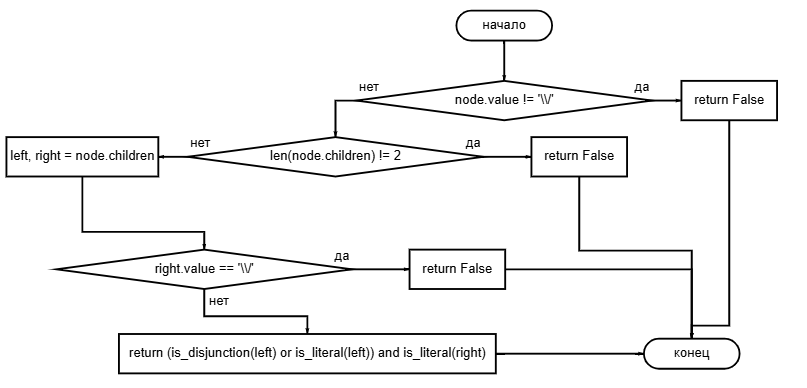 начало
нет
да
node.value != '\\/'
return False
нет
да
left, right = node.children
len(node.children) != 2
return False
да
right.value == '\\/'
return False
нет
return (is_disjunction(left) or is_literal(left)) and is_literal(right)
конец